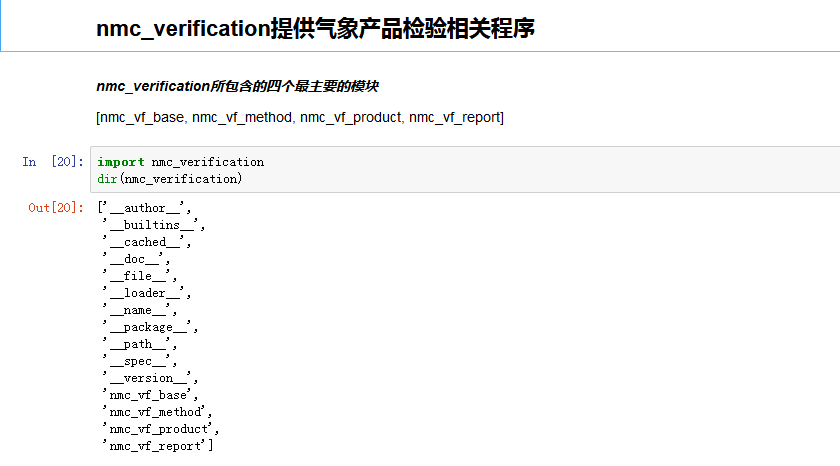 nmc_verification提供气象产品检验相关程序
nmc_verification所包含的四个最主要的模块
[nmc_vf_base, nmc_vf_method, nmc_vf_product, nmc_vf_report]
In [20]: import nmc_verification
dir(nmc_verification)
Out[20]: ['__author__',
'__builtins__',
'__cached__',
'__doc__',
'__file__',
'__loader__',
'__name__',
'__package__',
'__path__',
'__spec__',
'__version__',
'nmc_vf_base',
'nmc_vf_method',
'nmc_vf_product',
'nmc_vf_report']